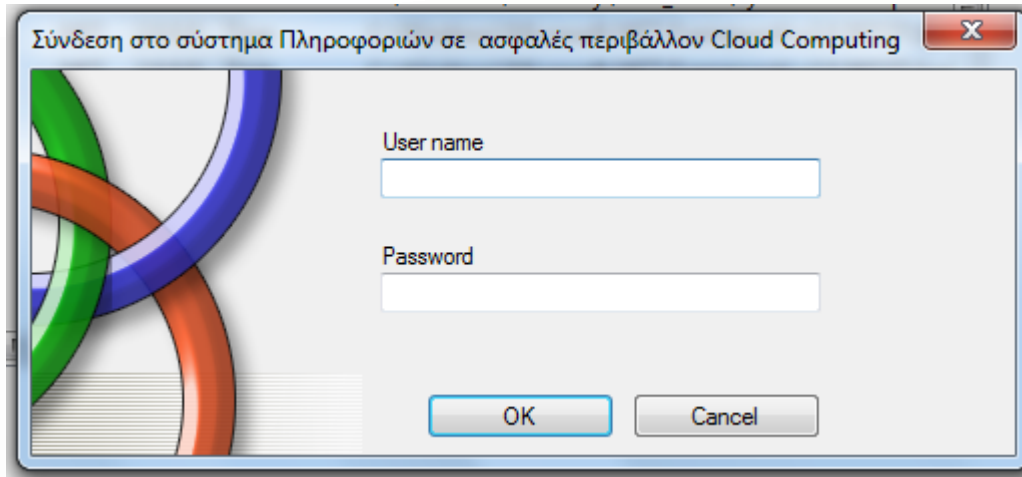 Σύνδεση στο σύστημα Πληροφοριών σε  ασφαλές περιβάλλον Cloud Computing
User name
Password
OK
Cancel